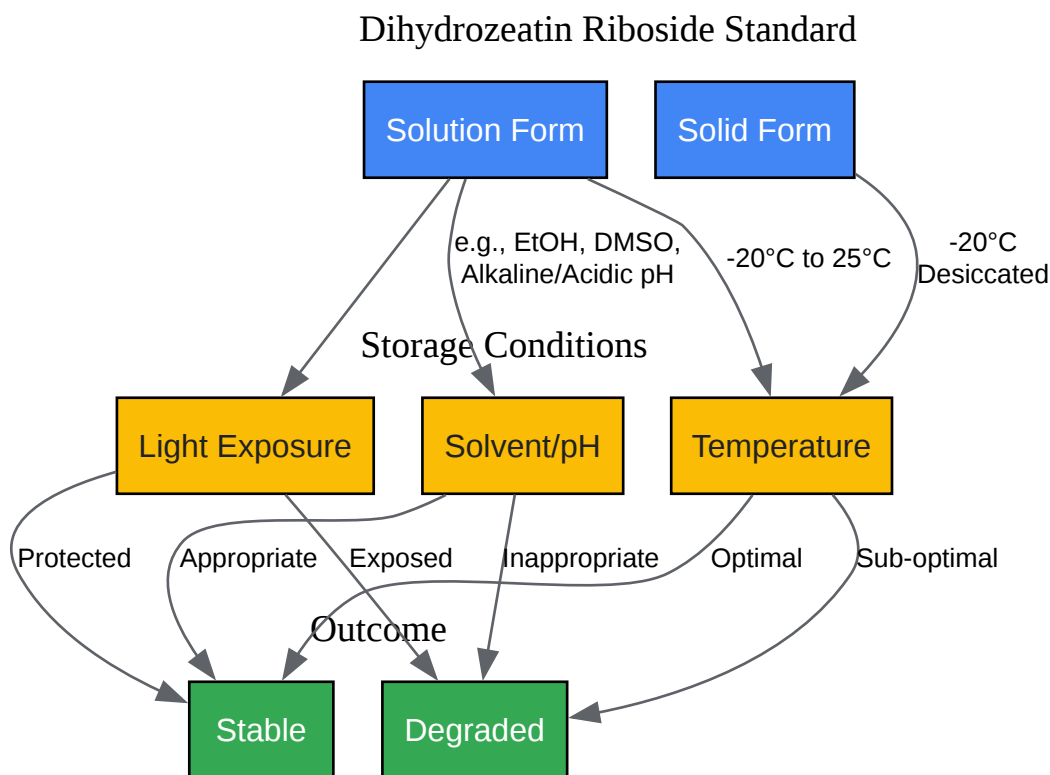 Dihydrozeatin Riboside Standard
Solution Form
Solid Form
e.g., EtOH, DMSO,
Alkaline/Acidic pH
-20°C to 25°C
-20°C
Desiccated
Storage Conditions
Light Exposure
Solvent/pH
Temperature
Protected
Appropriate
Exposed
Inappropriate
Optimal
Sub-optimal
Outcome
Stable
Degraded